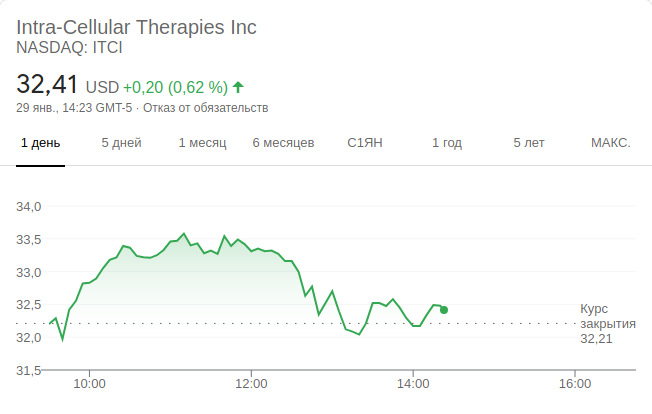 Intra-Cellular Therapies Inc
NASDAQ: ITCI
32,41 USD +0,20 (0,62 %)
29 янв., 14:23 GMT-5 · Отказ от обязательств
1 день 5 дней 1 месяц 6 месяцев С1ЯН 1 год 5 лет МАКС.
34,0
33,5
33,0
32,5
32,0
31,5
Курс
закрытия
32,21
10:00 12:00 14:00 16:00